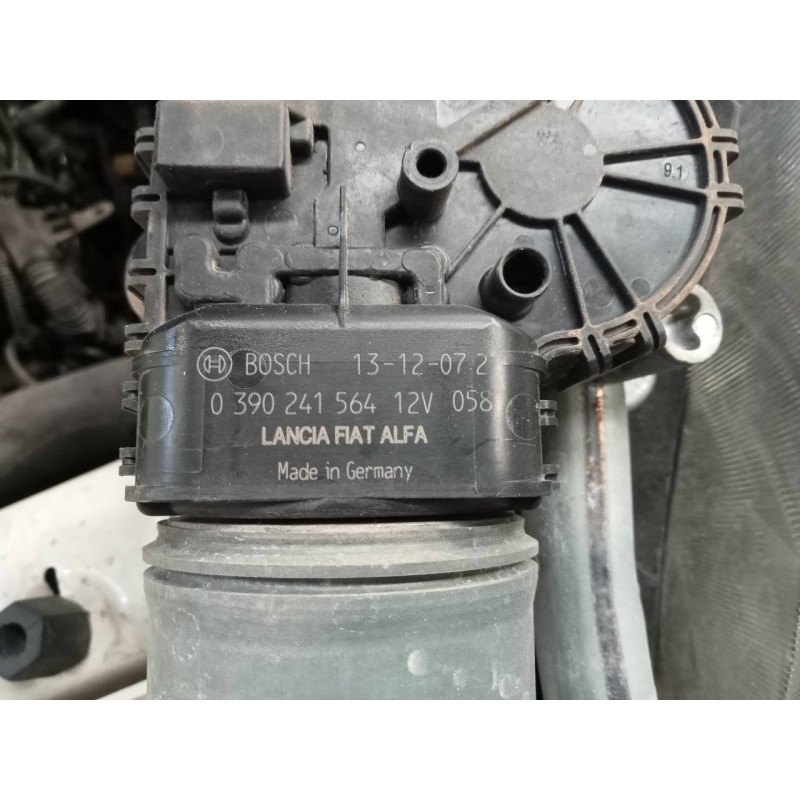 9.1
BOSCH 13-12-07 2
0 390 241 564 12V 058
LANCIA FIAT ALFA
Made in Germany